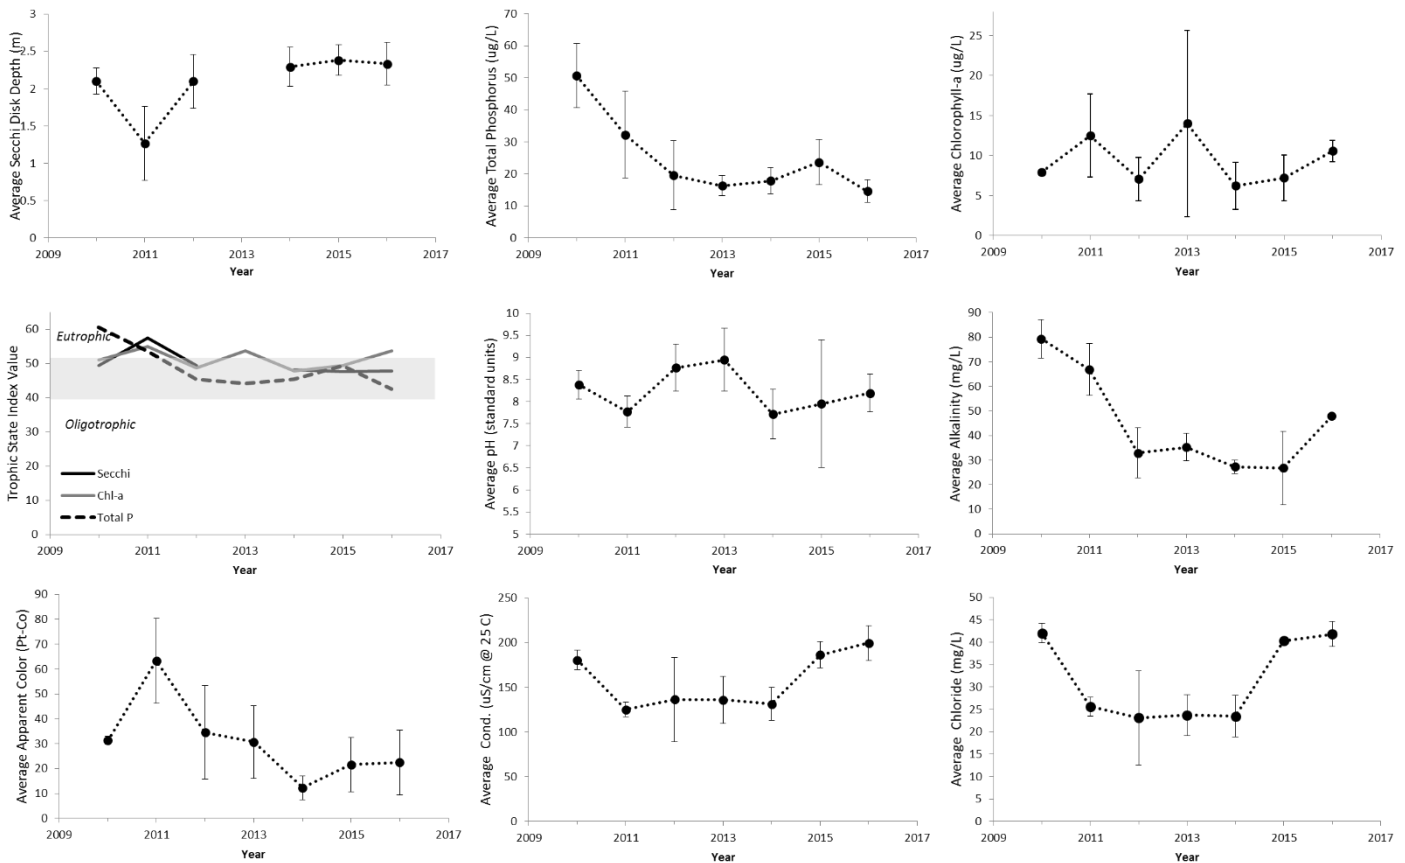 Average Secchi Disk Depth (m)
3
2.5
2
1.5
1
0.5
0
2009 2011 2013 2015 2017
Year
Average Total Phosphorus (ug/L)
70
60
50
40
30
20
10
0
2009 2011 2013 2015 2017
Year
Average Chlorophyll-a (ug/L)
25
20
15
10
5
0
2009 2011 2013 2015 2017
Year
Trophic State Index Value
60
50
40
30
20
10
0
Eutrophic
Oligotrophic
Secchi
Chl-a
Total P
2009 2011 2013 2015 2017
Year
Average pH (standard units)
10
9.5
9
8.5
8
7.5
7
6.5
6
5.5
5
2009 2011 2013 2015 2017
Year
Average Alkalinity (mg/L)
90
80
70
60
50
40
30
20
10
0
2009 2011 2013 2015 2017
Year
Average Apparent Color (Pt-Co)
90
80
70
60
50
40
30
20
10
0
2009 2011 2013 2015 2017
Year
Average Cond. (uS/cm @ 25 C)
250
200
150
100
50
0
2009 2011 2013 2015 2017
Year
Average Chloride (mg/L)
50
45
40
35
30
25
20
15
10
5
0
2009 2011 2013 2015 2017
Year